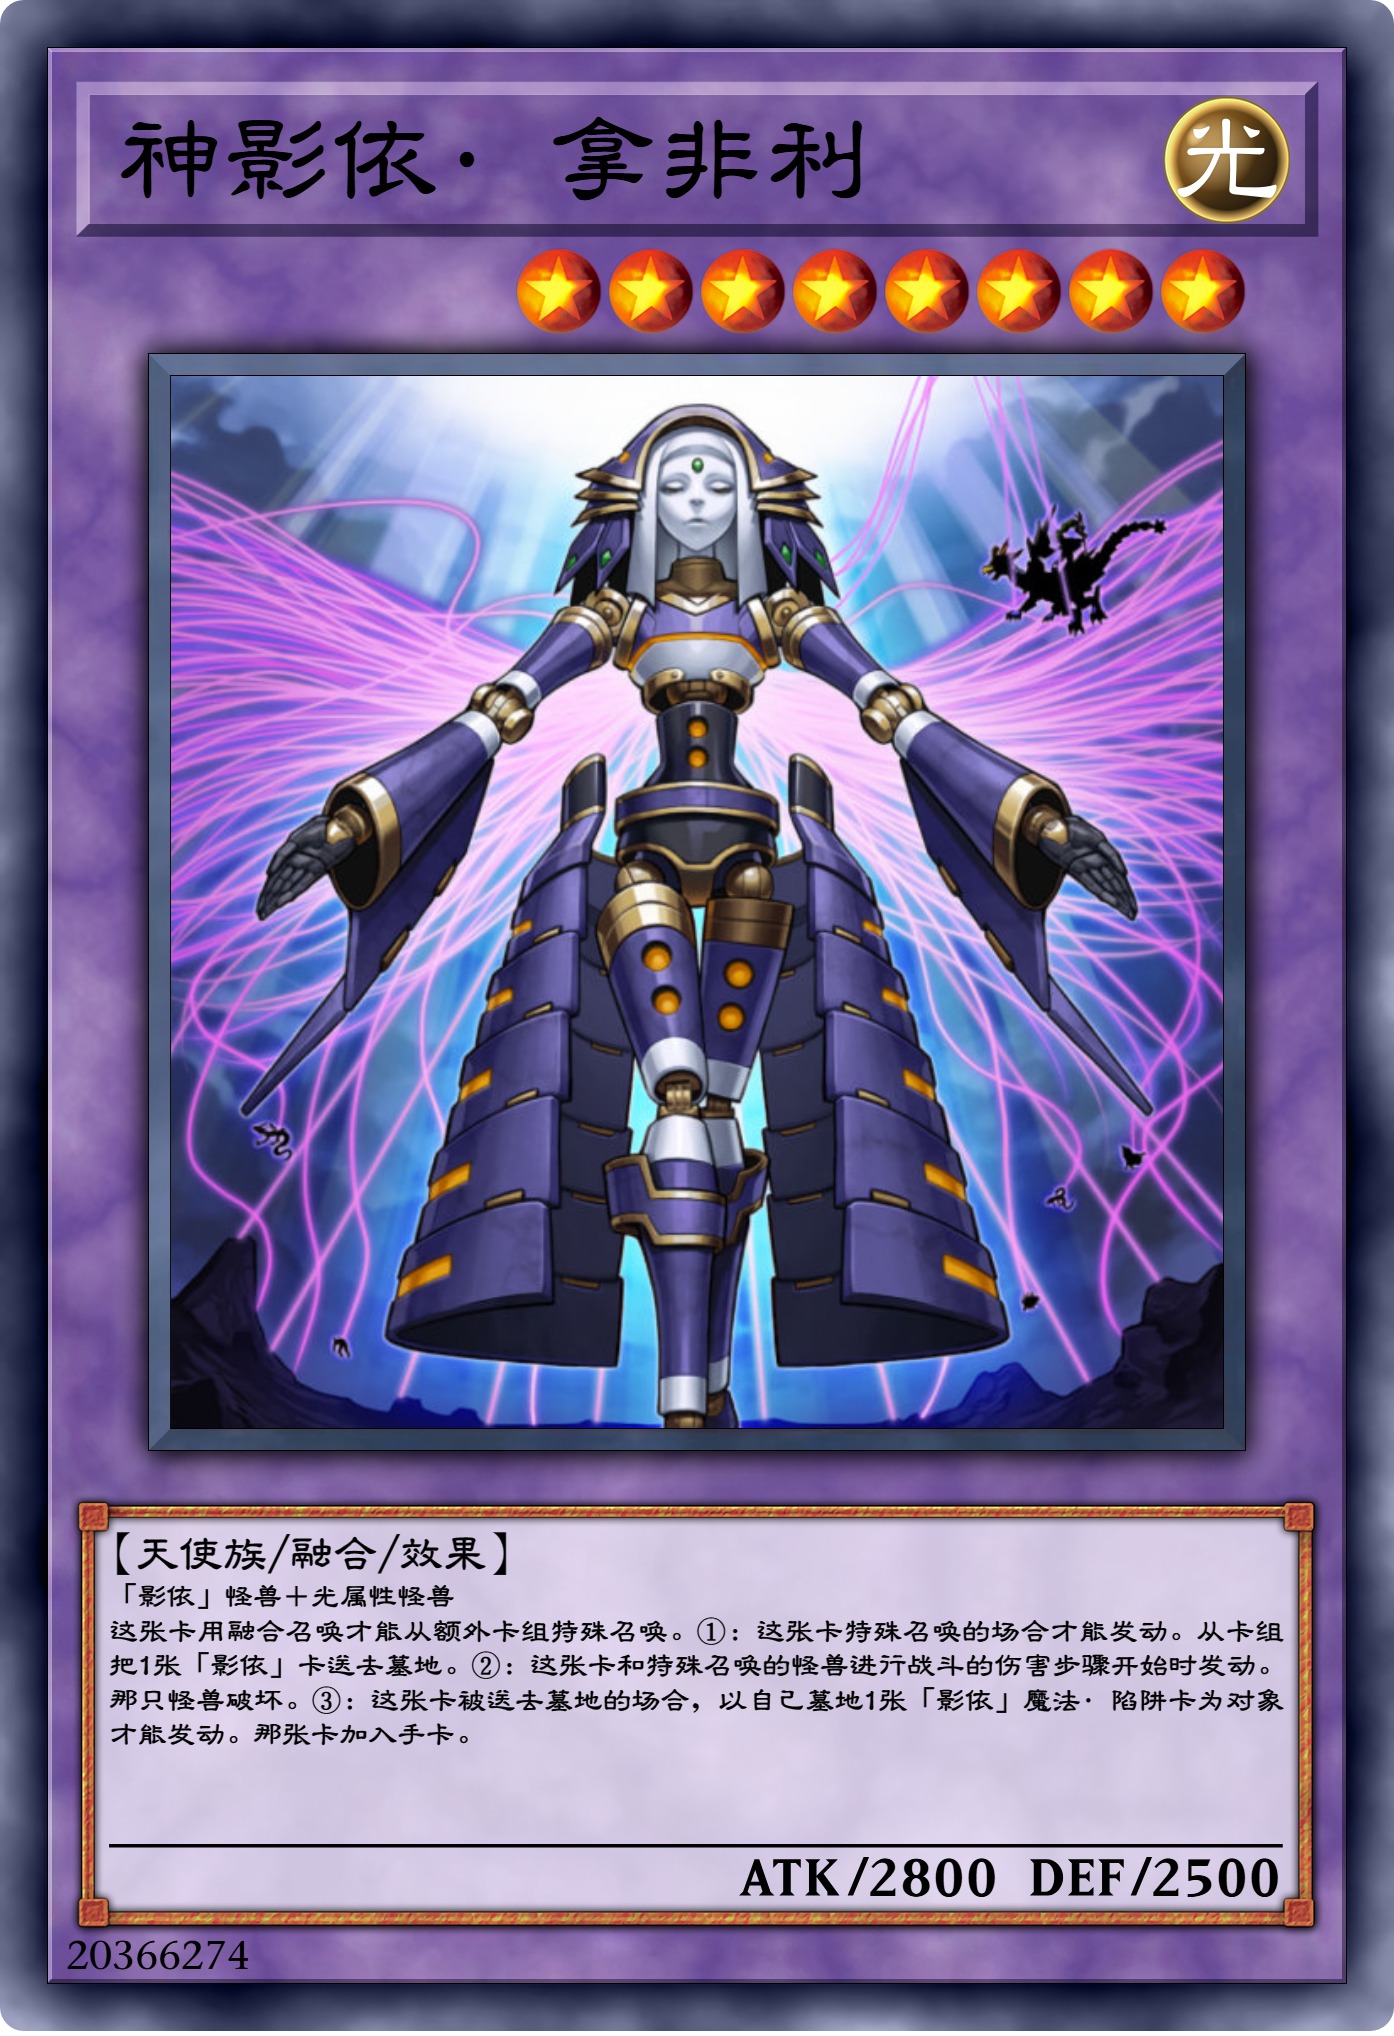 神影依·拿非利
光
【天使族/融合/效果】
「影依」怪兽＋光属性怪兽
这张卡用融合召唤才能从额外卡组特殊召唤。①：这张卡特殊召唤的场合才能发动。从卡组
把1张「影依」卡送去墓地。②：这张卡和特殊召唤的怪兽进行战斗的伤害步骤开始时发动。
那只怪兽破坏。③：这张卡被送去墓地的场合，以自己墓地1张「影依」魔法·陷阱卡为对象
才能发动。那张卡加入手卡。
ATK/2800 DEF/2500
20366274